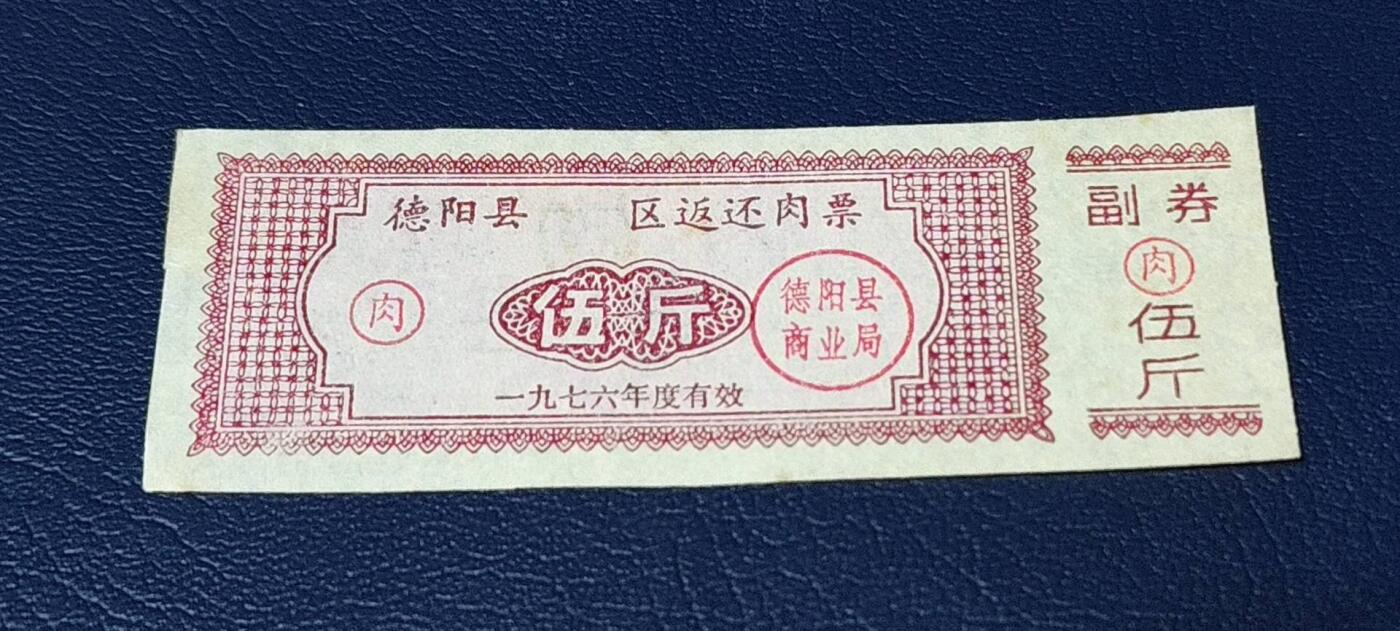 德阳县 区返还肉票
肉
伍斤
德阳县
商业局
一九七六年度有效
副券
肉
伍
斤